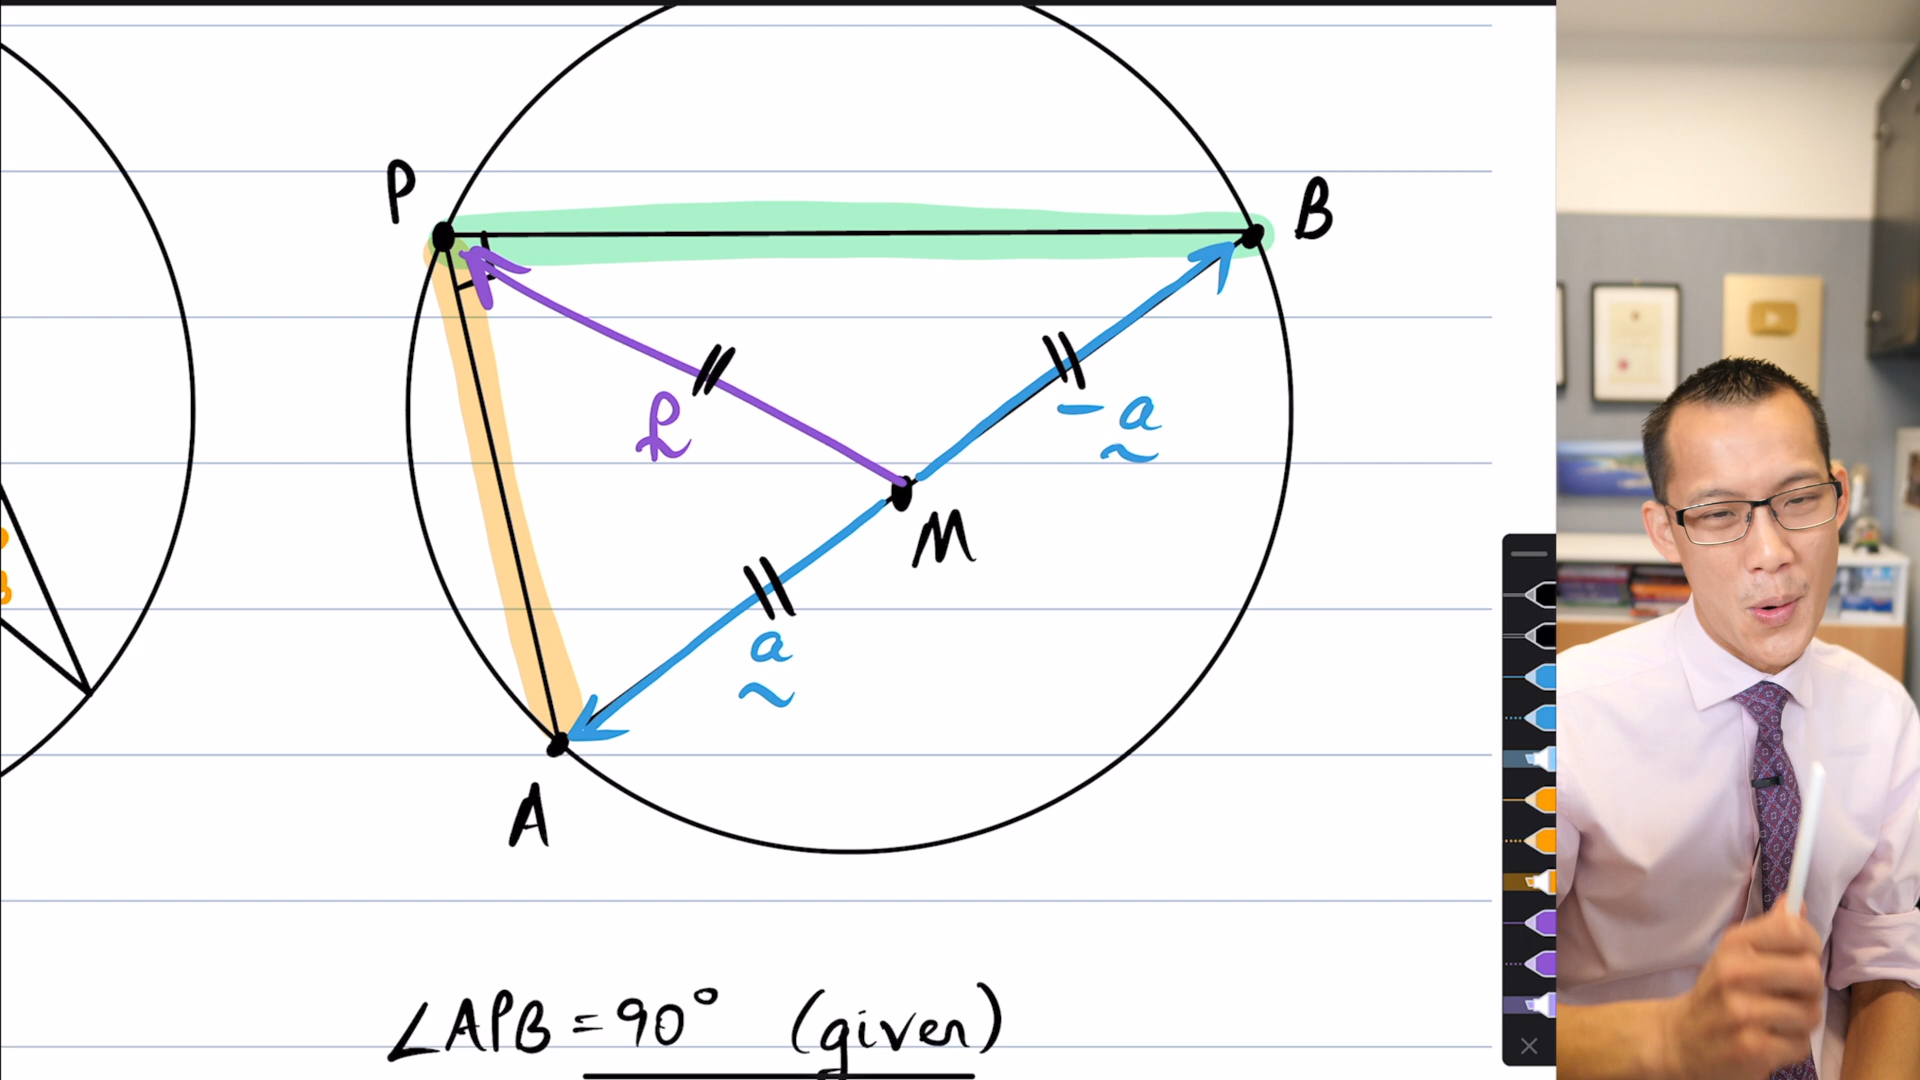 P
B
p
-a
M
a
A
∠APB = 90° (given)